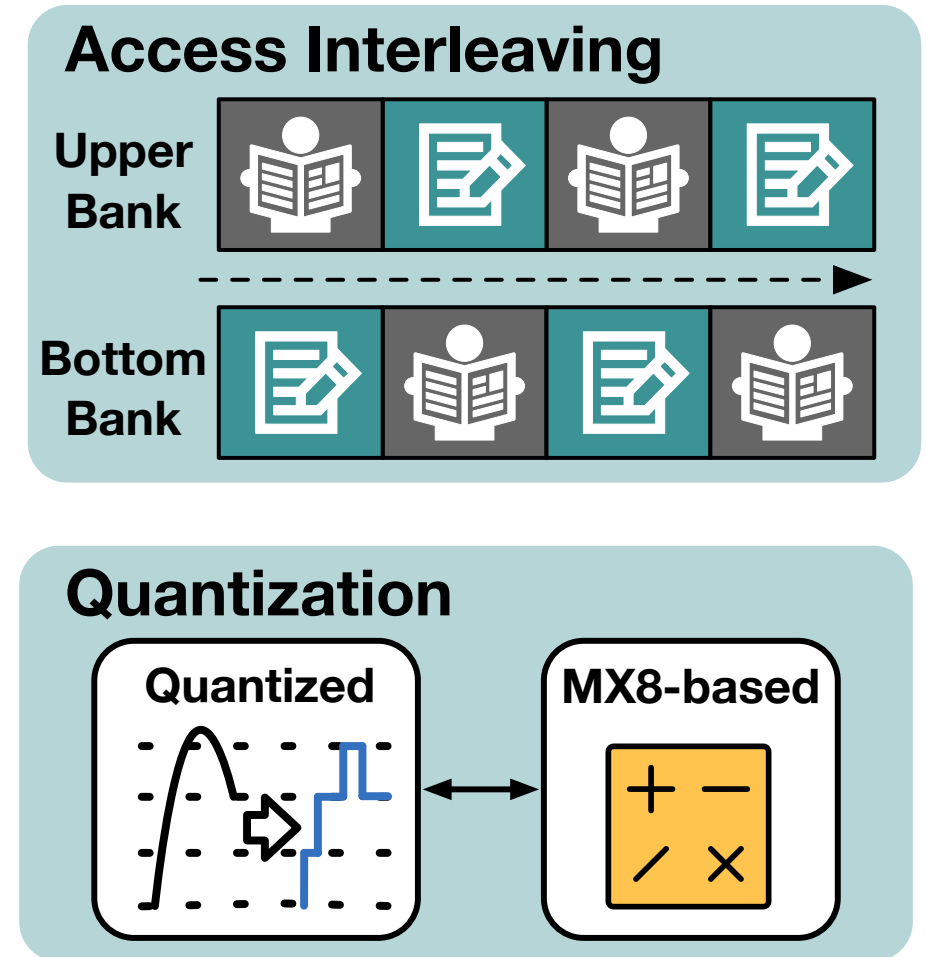 Access Interleaving
Upper
Bank
Bottom
Bank
Quantization
Quantized
MX8-based